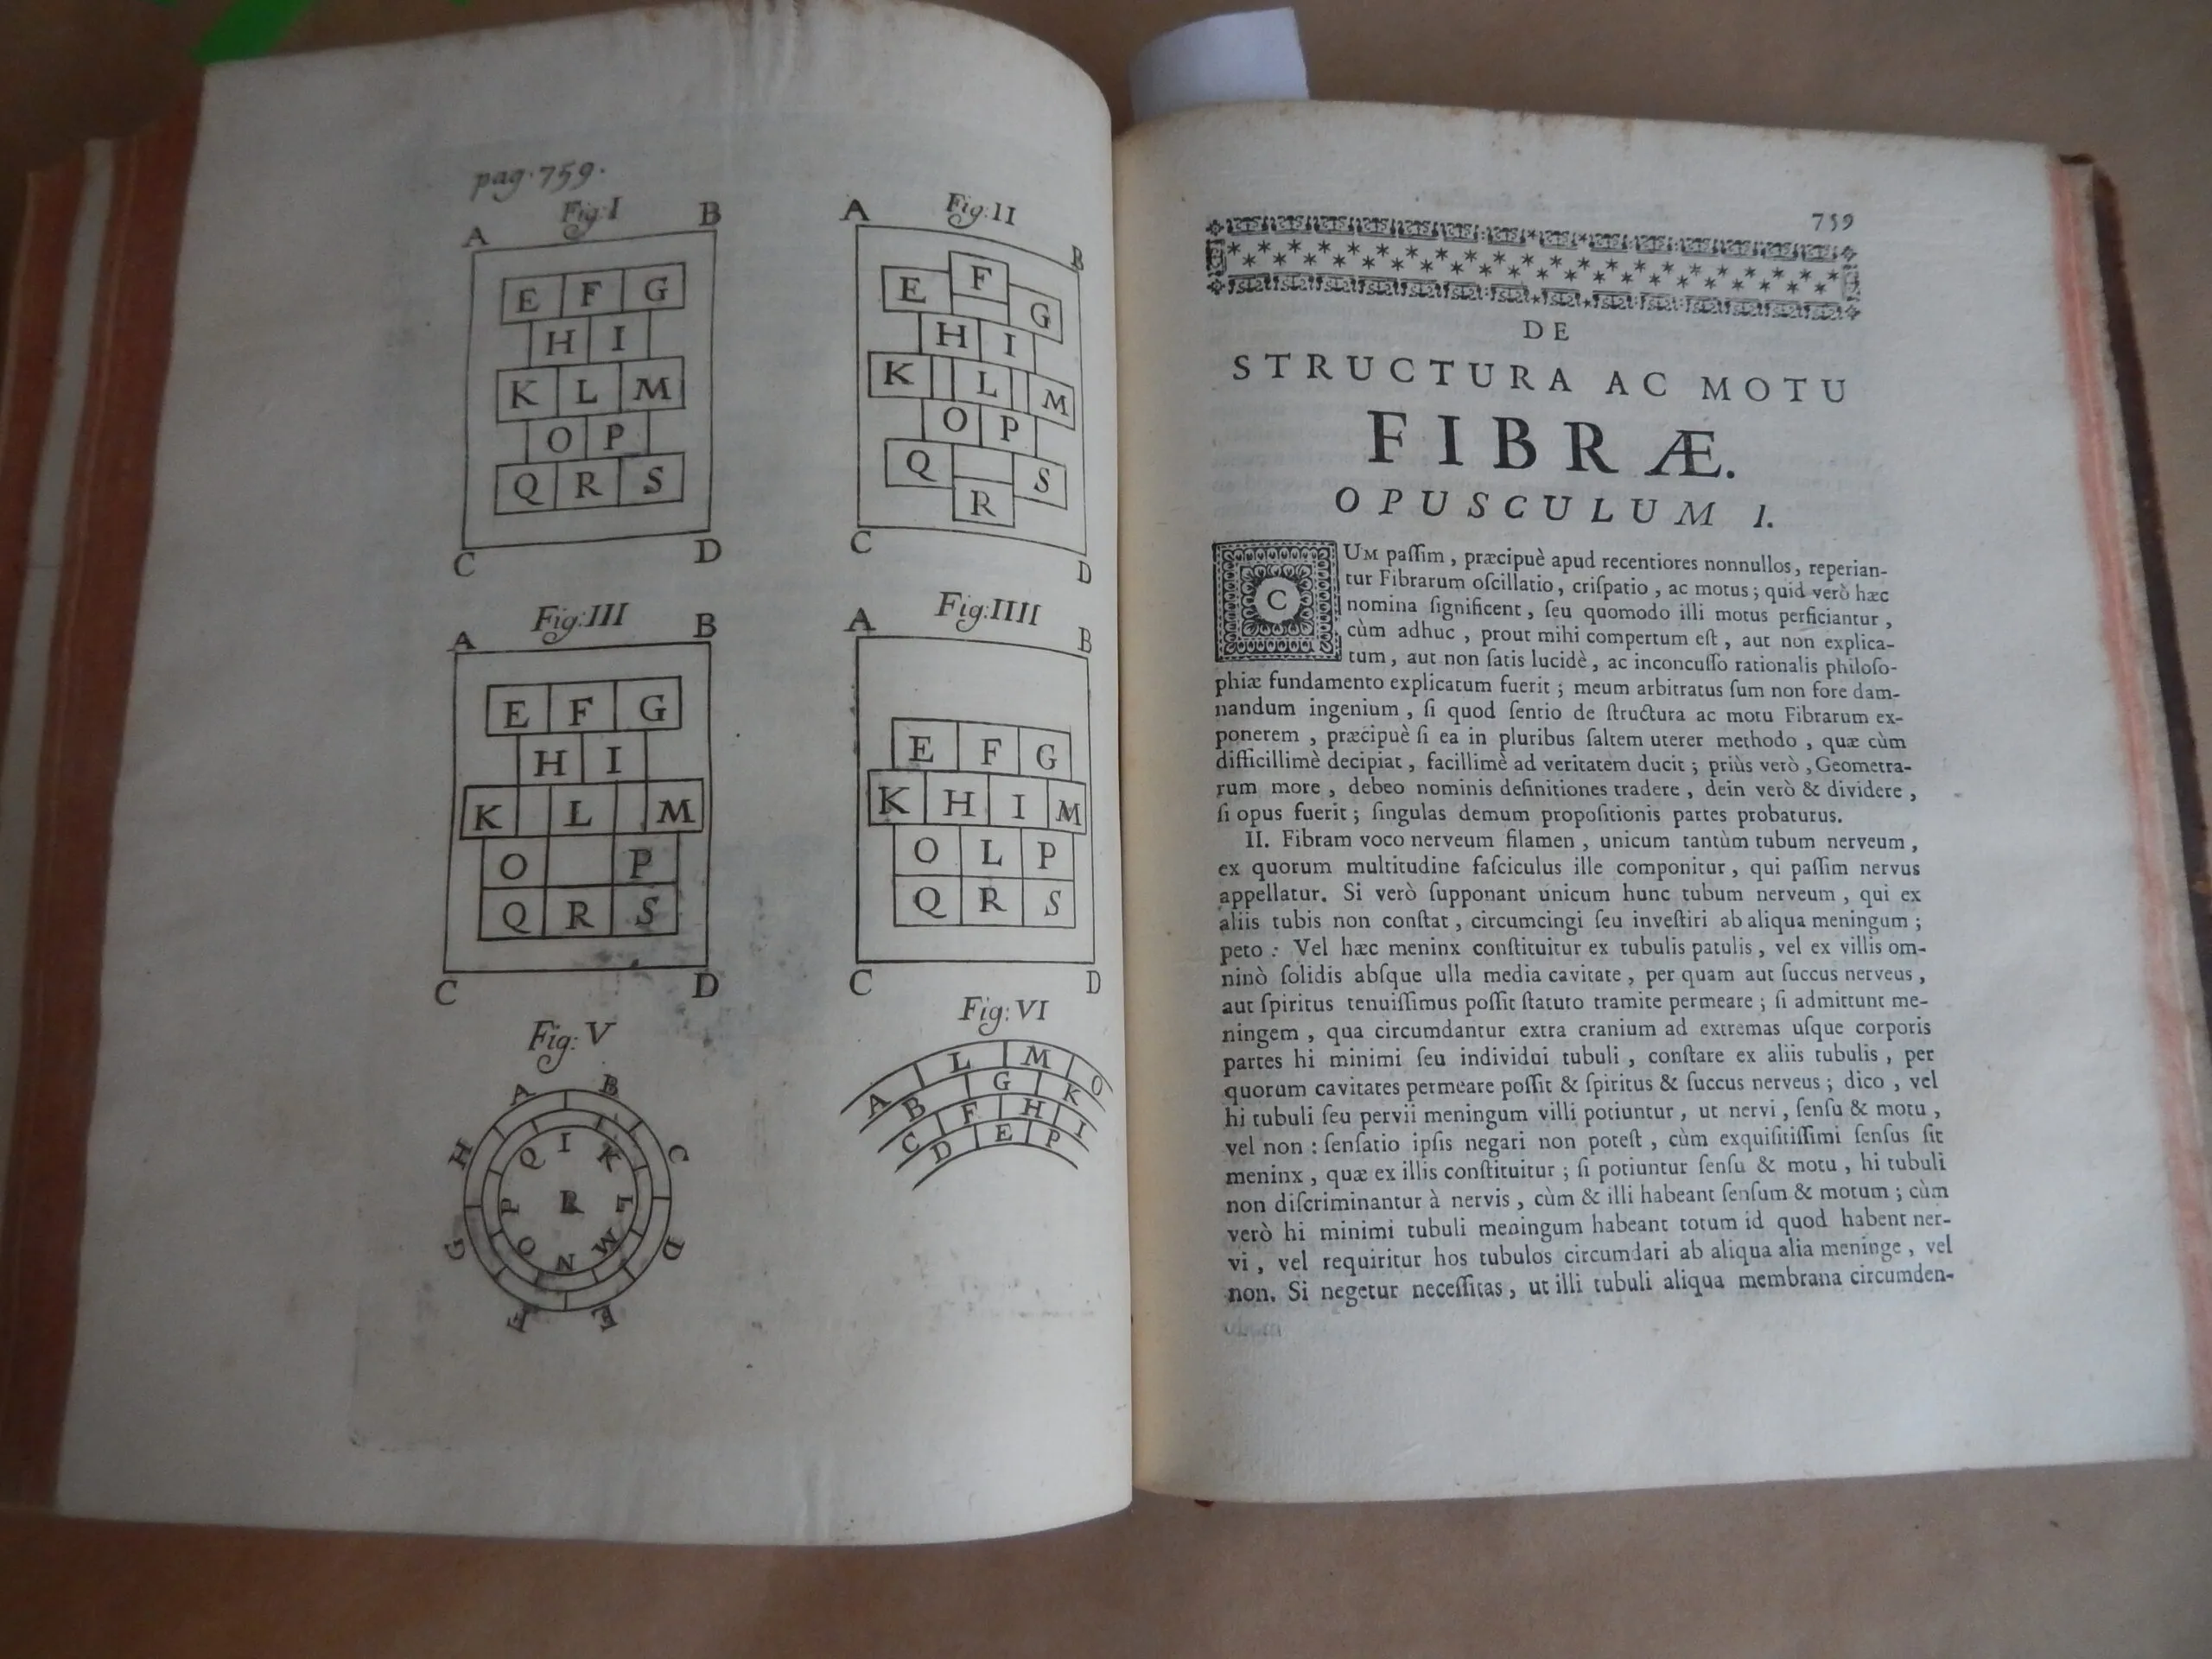 pag. 759.
Fig: I
A B
E F G
H I
K L M
O P
Q R S
C D
Fig: II
A B
E F G
H I
K L M
O P
Q R S
C D
Fig: III
A B
E F G
H I
K L M
O P
Q R S
C D
Fig: IIII
A B
E F G
K H I M
O L P
Q R S
C D
Fig: V
A B C D E F G H
I K L M N O P Q
R
Fig: VI
A L M O
B G K
C F H I
D E P
759
DE
STRUCTURA AC MOTU
FIBRÆ.
OPUSCULUM I.
CUM paſſim, præcipuè apud recentiores nonnullos, reperian-
tur Fibrarum oſcillatio, criſpatio, ac motus; quid verò hæc
nomina ſignificent, ſeu quomodo illi motus perficiantur,
cùm adhuc, prout mihi compertum eſt, aut non explica-
tum, aut non ſatis lucidè, ac inconcuſſo rationalis philoſo-
phiæ fundamento explicatum fuerit; meum arbitratus ſum non fore dam-
nandum ingenium, ſi quod ſentio de ſtructura ac motu Fibrarum ex-
ponerem, præcipuè ſi ea in pluribus ſaltem uterer methodo, quæ cùm
difficillimè decipiat, facillimè ad veritatem ducit; priùs verò, Geometra-
rum more, debeo nominis definitiones tradere, dein verò & dividere,
ſi opus fuerit; ſingulas demum propoſitionis partes probaturus.
II. Fibram voco nerveum filamen, unicum tantùm tubum nerveum,
ex quorum multitudine faſciculus ille componitur, qui paſſim nervus
appellatur. Si verò ſupponant unicum hunc tubum nerveum, qui ex
aliis tubis non conſtat, circumcingi ſeu inveſtiri ab aliqua meningum;
peto: Vel hæc meninx conſtituitur ex tubulis patulis, vel ex villis om-
ninò ſolidis abſque ulla media cavitate, per quam aut ſuccus nerveus,
aut ſpiritus tenuiſſimus poſſit ſtatuto tramite permeare; ſi admittunt me-
ningem, qua circumdantur extra cranium ad extremas uſque corporis
partes hi minimi ſeu individui tubuli, conſtare ex aliis tubulis, per
quorum cavitates permeare poſſit & ſpiritus & ſuccus nerveus; dico, vel
hi tubuli ſeu pervii meningum villi potiuntur, ut nervi, ſenſu & motu,
vel non: ſenſatio ipſis negari non poteſt, cùm exquiſitiſſimi ſenſus ſit
meninx, quæ ex illis conſtituitur; ſi potiuntur ſenſu & motu, hi tubuli
non diſcriminantur à nervis, cùm & illi habeant ſenſum & motum; cùm
verò hi minimi tubuli meningum habeant totum id quod habent ner-
vi, vel requiritur hos tubulos circumdari ab aliqua alia meninge, vel
non. Si negetur neceſſitas, ut illi tubuli aliqua membrana circumden-